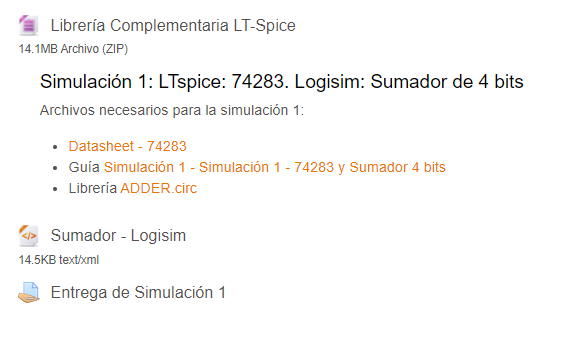 Librería Complementaria LT-Spice
14.1MB Archivo (ZIP)
Simulación 1: LTspice: 74283. Logisim: Sumador de 4 bits
Archivos necesarios para la simulación 1:
Datasheet - 74283
Guía Simulación 1 - Simulación 1 - 74283 y Sumador 4 bits
Librería ADDER.circ
Sumador - Logisim
14.5KB text/xml
Entrega de Simulación 1